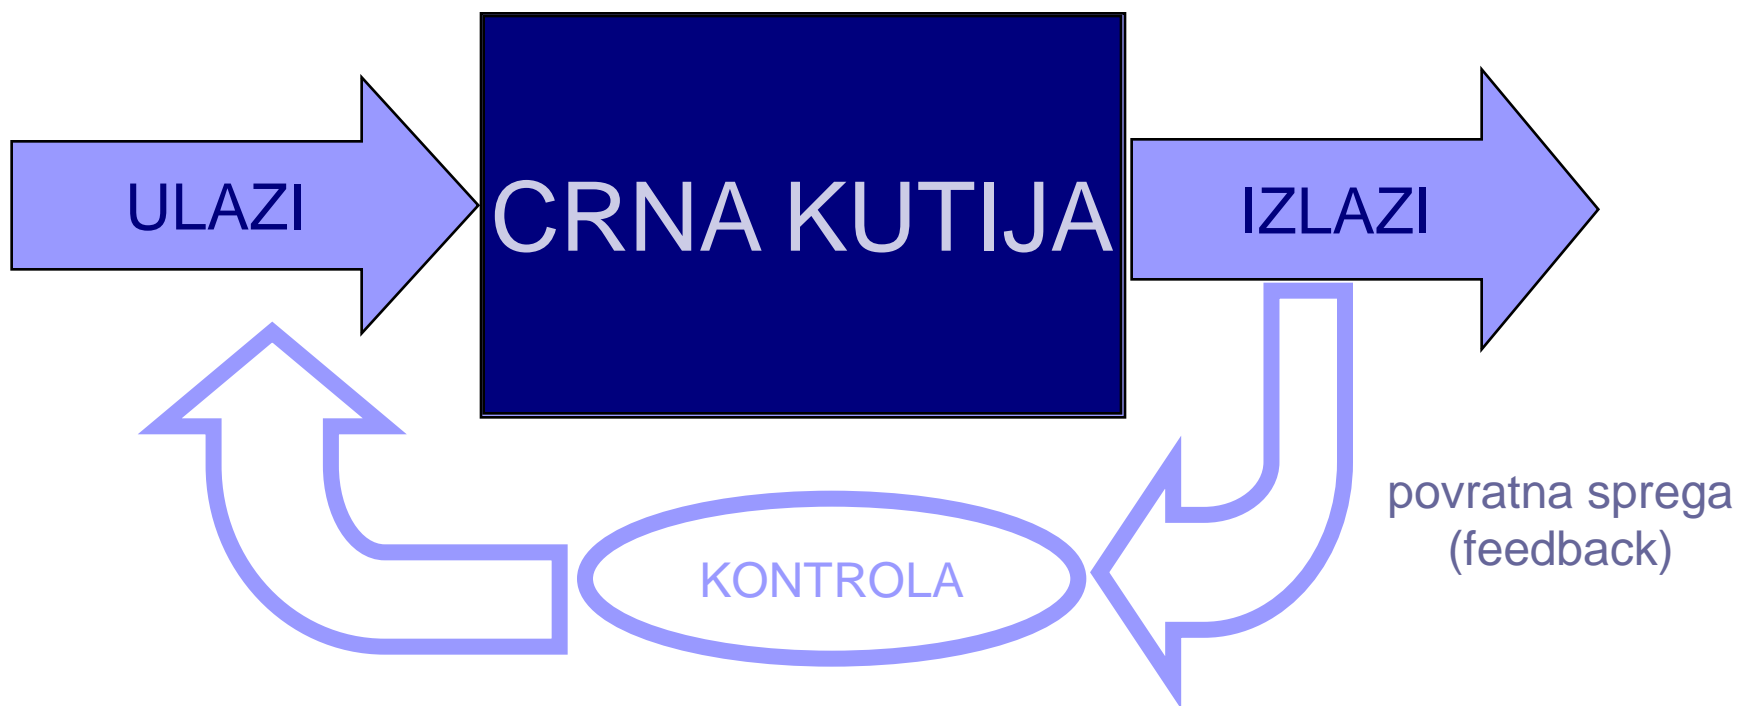 ULAZI
CRNA KUTIJA
IZLAZI
povratna sprega
(feedback)
KONTROLA